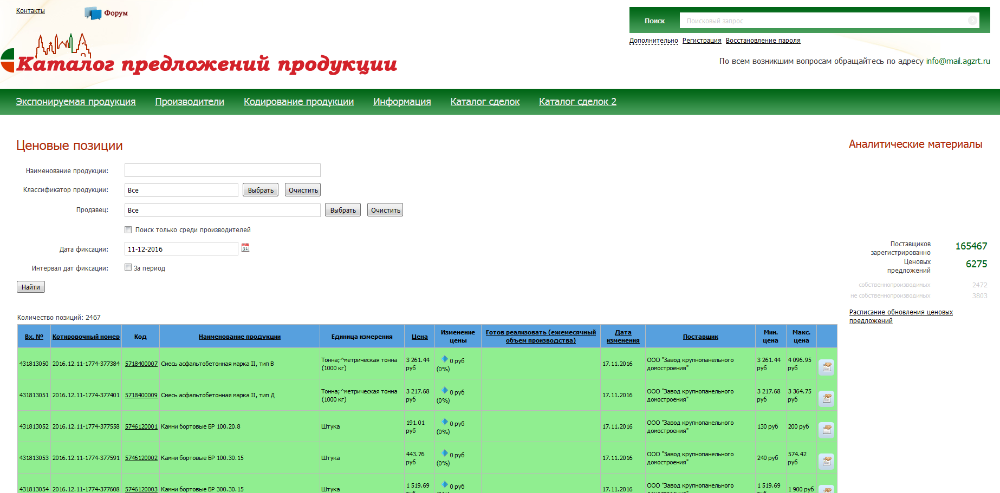 Контакты
Форум
Каталог предложений продукции
Поиск
Поисковый запрос
Дополнительно Регистрация Восстановление пароля
По всем возникшим вопросам обращайтесь по адресу info@mail.agzrt.ru
Экспонируемая продукция Производители Кодирование продукции Информация Каталог сделок Каталог сделок 2
Ценовые позиции
Наименование продукции:
Классификатор продукции: Все Выбрать Очистить
Продавец: Все Выбрать Очистить
Поиск только среди производителей
Дата фиксации: 11-12-2016 31
Интервал дат фиксации: За период
Найти
Аналитические материалы
Поставщиков
зарегистрированно 165467
Ценовых
предложений 6275
собственнопроизводимых 2472
не собственнопроизводимых 3803
Расписание обновления ценовых
предложений
Количество позиций: 2467
Вх. № Котировочный номер Код Наименование продукции Единица измерения Цена Изменение цены Готов реализовать (ежемесячный объем производства) Дата изменения Поставщик Мин. цена Макс. цена
431813050 2016.12.11-1774-377384 5718400007 Смесь асфальтобетонная марка II, тип В Тонна;^метрическая тонна (1000 кг) 3 261.44 руб 0 руб (0%) 17.11.2016 ООО "Завод крупнопанельного домостроения" 3 261.44 руб 4 096.95 руб
431813051 2016.12.11-1774-377401 5718400009 Смесь асфальтобетонная марка II, тип Д Тонна;^метрическая тонна (1000 кг) 3 217.68 руб 0 руб (0%) 17.11.2016 ООО "Завод крупнопанельного домостроения" 3 217.68 руб 3 364.75 руб
431813052 2016.12.11-1774-377558 5746120001 Камни бортовые БР 100.20.8 Штука 191.01 руб 0 руб (0%) 17.11.2016 ООО "Завод крупнопанельного домостроения" 130 руб 200 руб
431813053 2016.12.11-1774-377591 5746120002 Камни бортовые БР 100.30.15 Штука 443.76 руб 0 руб (0%) 17.11.2016 ООО "Завод крупнопанельного домостроения" 240 руб 574.42 руб
431813054 2016.12.11-1774-377608 5746120003 Камни бортовые БР 300.30.15 Штука 1 519.69 0 руб 17.11.2016 ООО "Завод крупнопанельного 1 519.69 1 900 руб